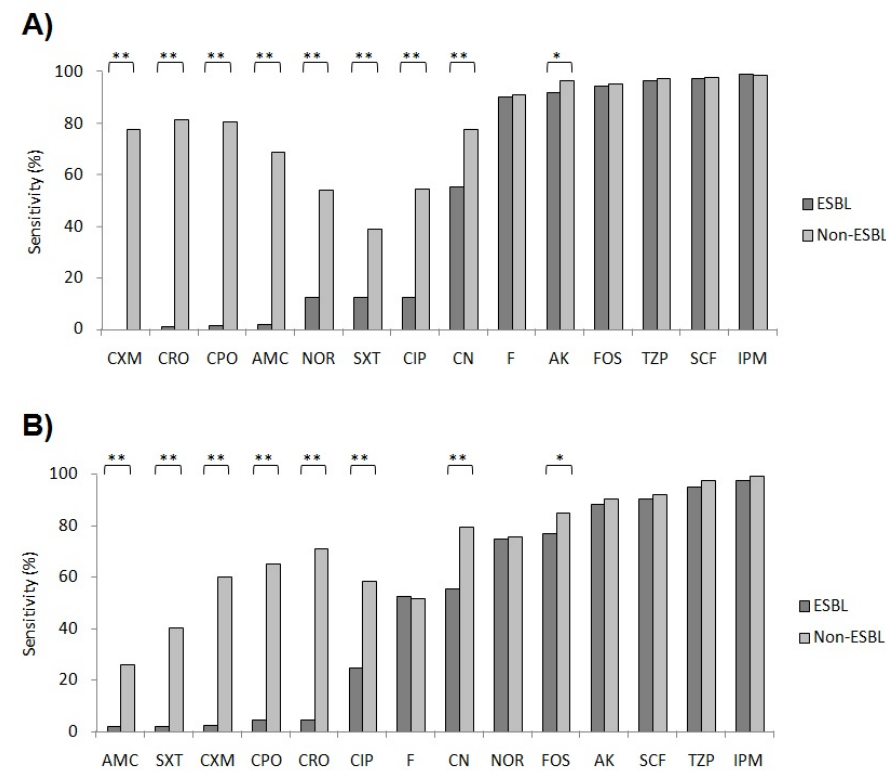 A)
** ** ** ** ** ** ** ** *
100
80
60
40
20
0
Sensitivity (%)
CXM CRO CPO AMC NOR SXT CIP CN F AK FOS TZP SCF IPM
ESBL
Non-ESBL
B)
** ** ** ** ** ** ** *
100
80
60
40
20
0
Sensitivity (%)
AMC SXT CXM CPO CRO CIP F CN NOR FOS AK SCF TZP IPM
ESBL
Non-ESBL